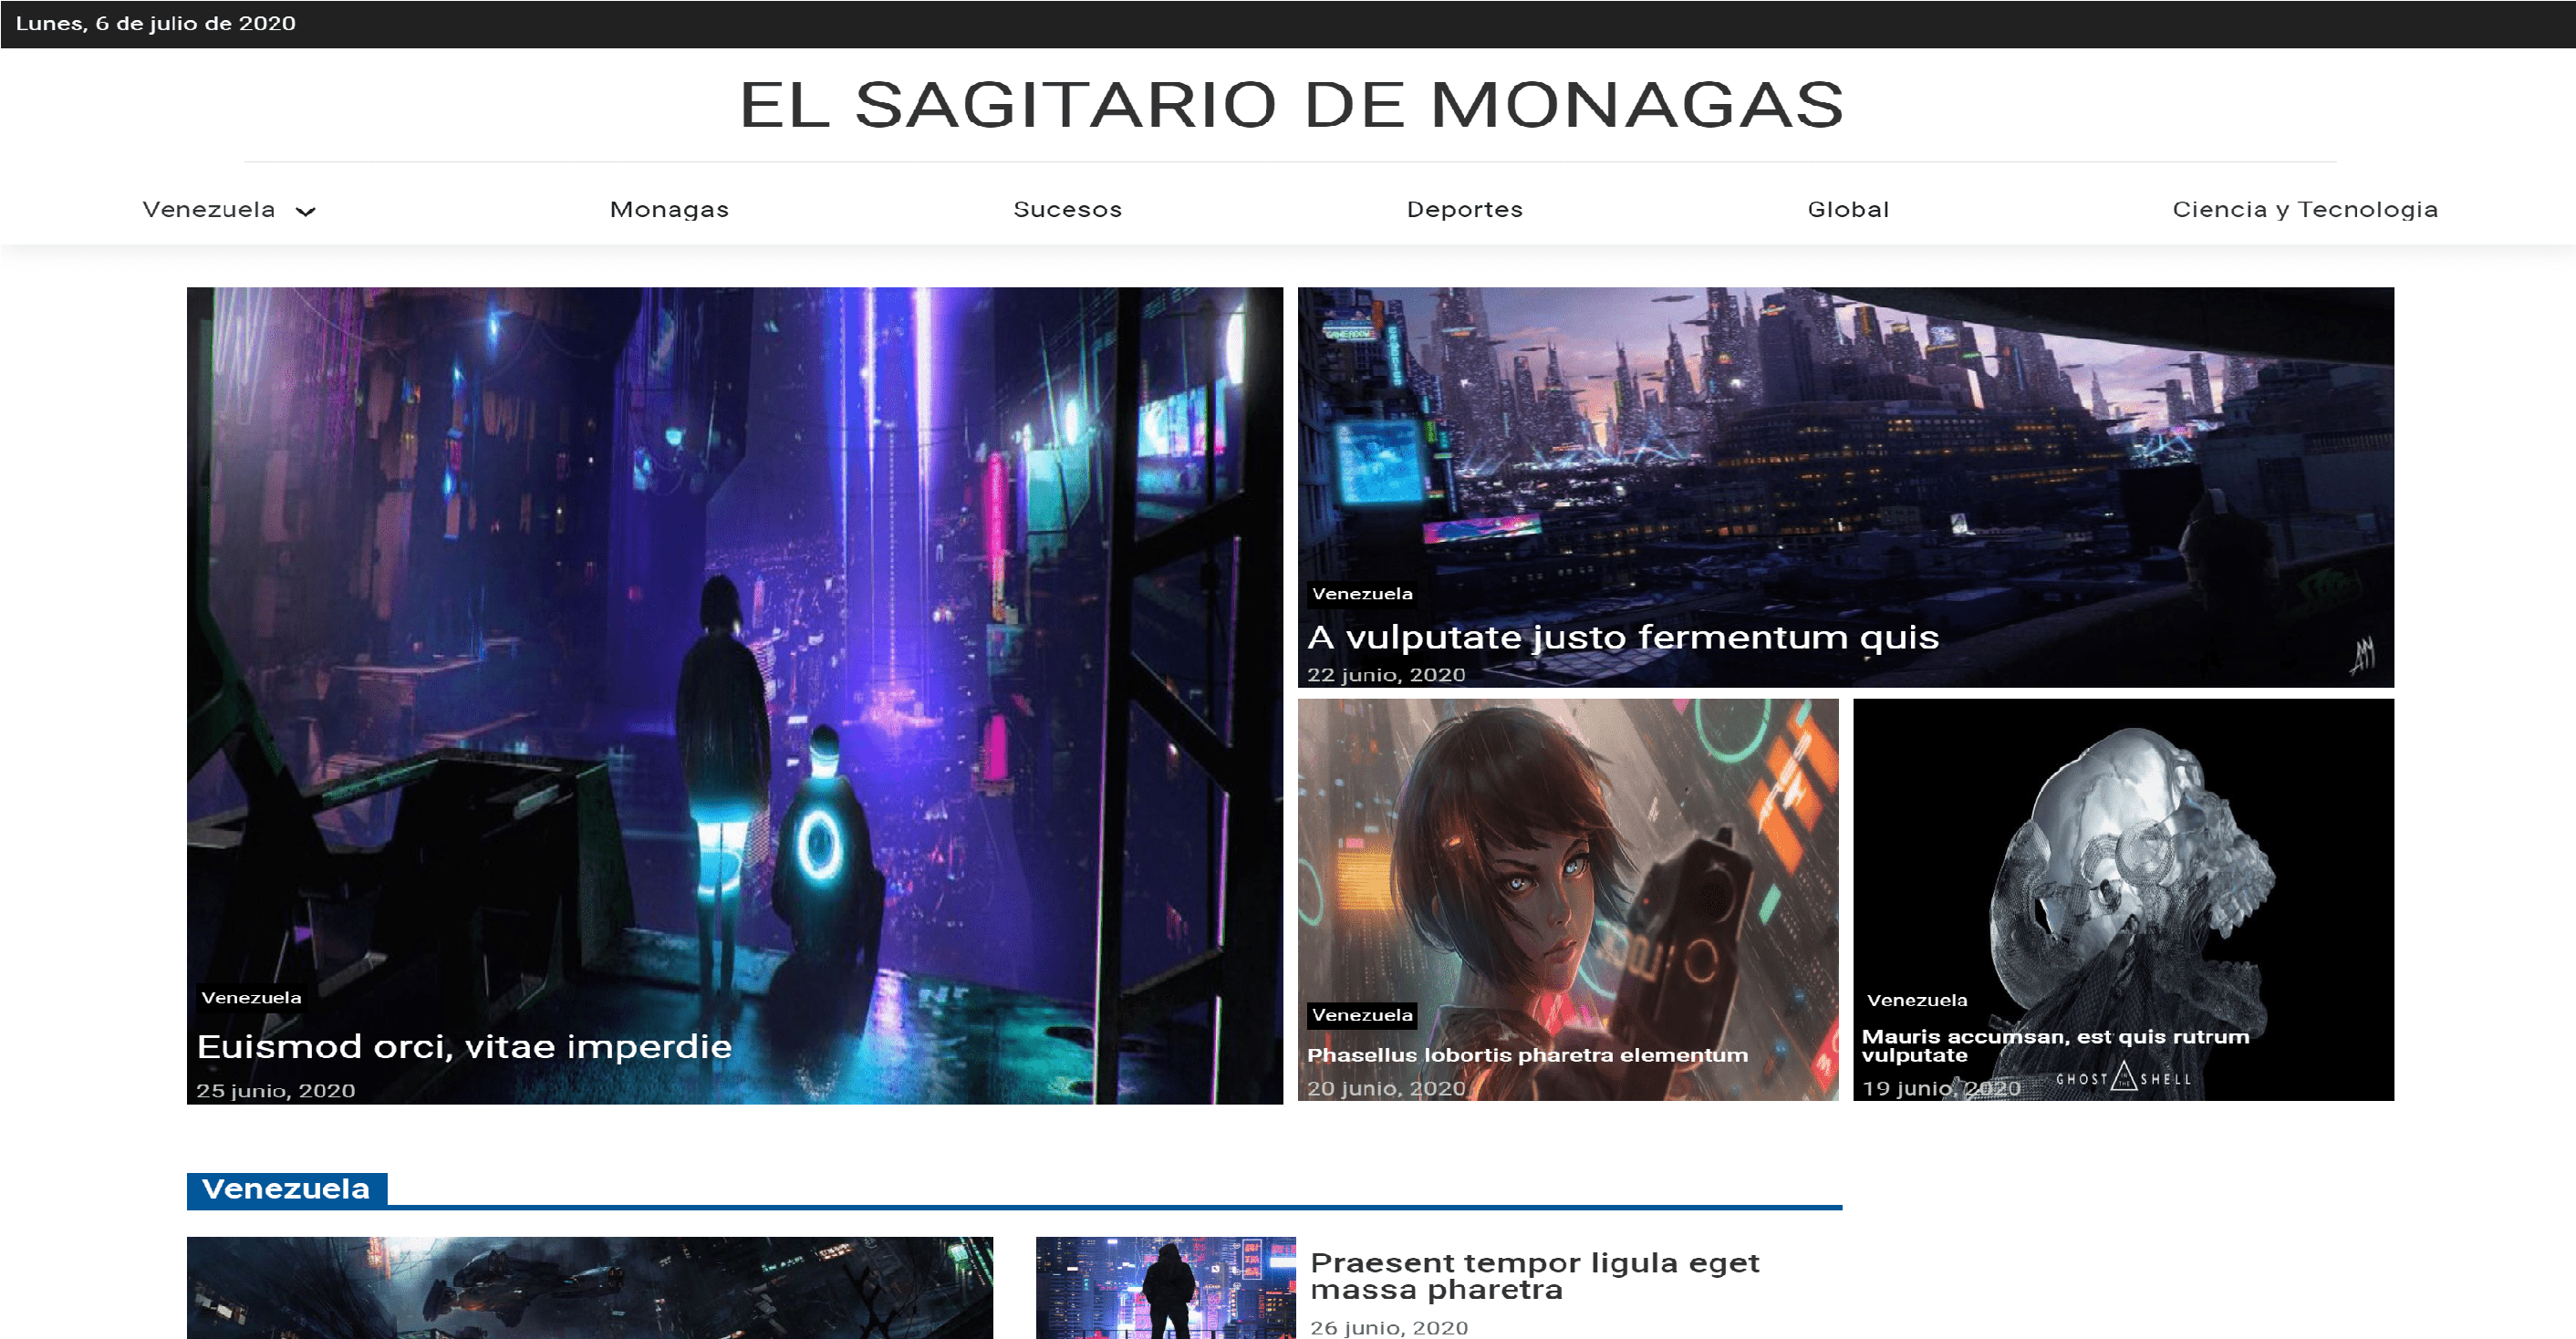 Lunes, 6 de julio de 2020
EL SAGITARIO DE MONAGAS
Venezuela
Monagas
Sucesos
Deportes
Global
Ciencia y Tecnologia
Venezuela
Euismod orci, vitae imperdie
25 junio, 2020
Venezuela
A vulputate justo fermentum quis
22 junio, 2020
Venezuela
Phasellus lobortis pharetra elementum
20 junio, 2020
Venezuela
Mauris accumsan, est quis rutrum
vulputate
19 junio, 2020
GHOST IN THE SHELL
Venezuela
Praesent tempor ligula eget
massa pharetra
26 junio, 2020